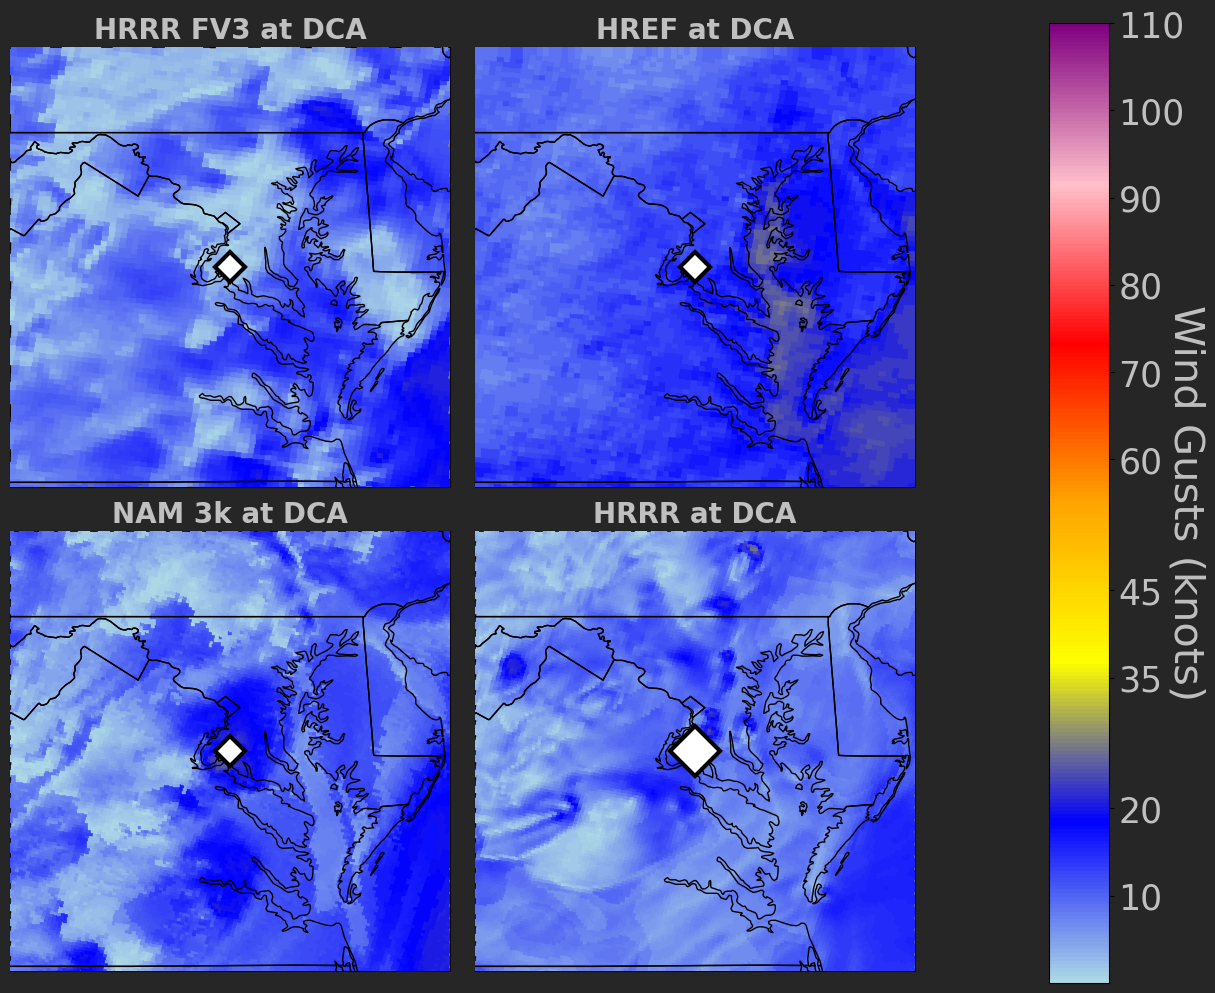 HRRR FV3 at DCA
HREF at DCA
NAM 3k at DCA
HRRR at DCA
110
100
90
80
70
60
45
35
20
10
Wind Gusts (knots)